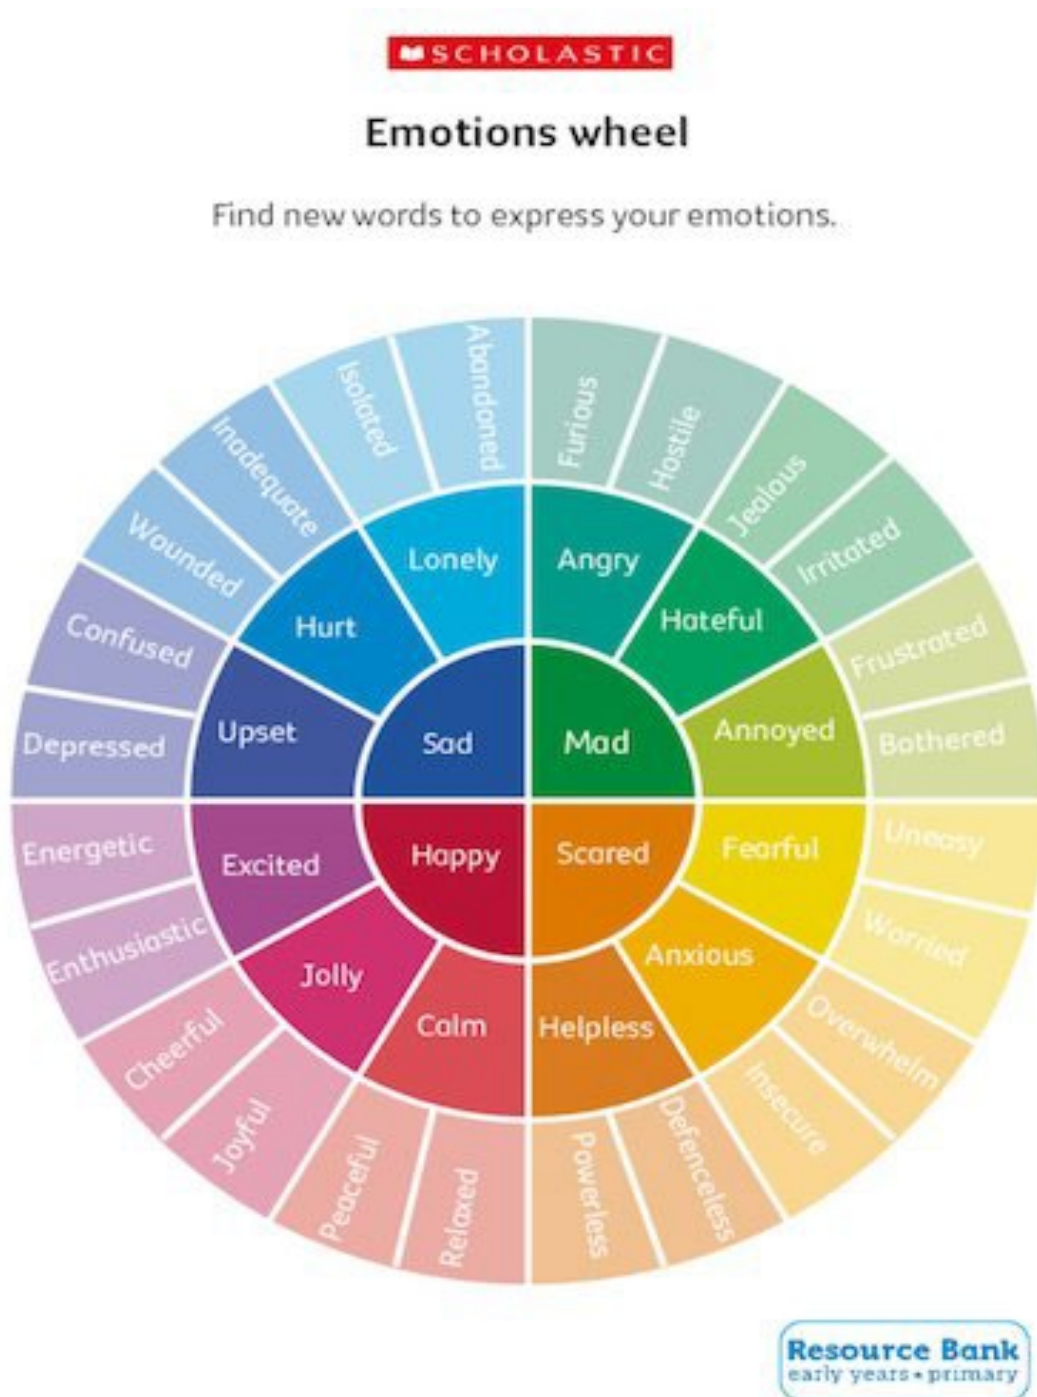 SCHOLASTIC
Emotions wheel
Find new words to express your emotions.
Sad
Mad
Scared
Happy
Lonely
Angry
Hateful
Annoyed
Fearful
Anxious
Helpless
Calm
Jolly
Excited
Upset
Hurt
Abandoned
Furious
Hostile
Jealous
Irritated
Frustrated
Bothered
Uneasy
Worried
Overwhelm
Insecure
Defenceless
Powerless
Relaxed
Peaceful
Joyful
Cheerful
Enthusiastic
Energetic
Depressed
Confused
Wounded
Inadequate
Isolated
Resource Bank
early years • primary